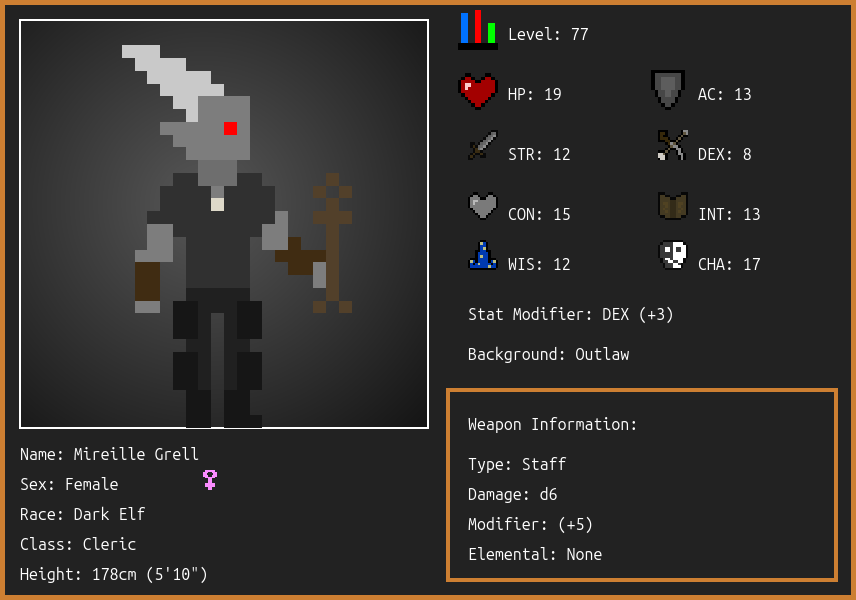 Level: 77
HP: 19
AC: 13
STR: 12
DEX: 8
CON: 15
INT: 13
WIS: 12
CHA: 17
Stat Modifier: DEX (+3)
Background: Outlaw
Weapon Information:
Type: Staff
Damage: d6
Modifier: (+5)
Elemental: None
Name: Mireille Grell
Sex: Female
Race: Dark Elf
Class: Cleric
Height: 178cm (5'10")